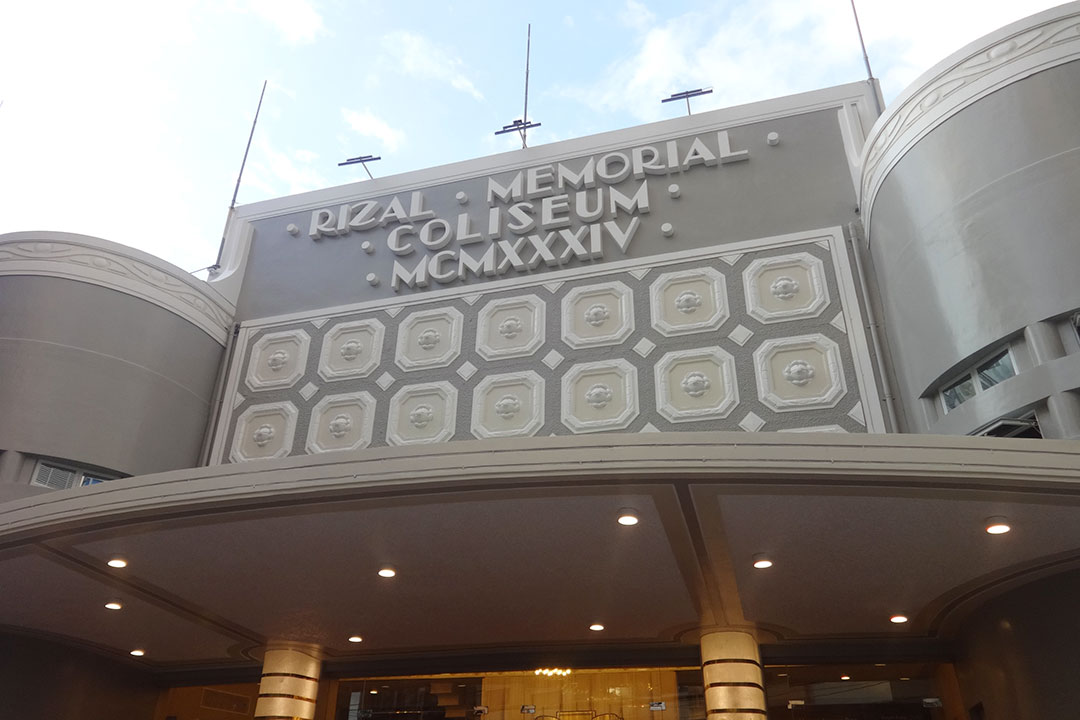 RIZAL · MEMORIAL
COLISEUM
MCMXXXIV